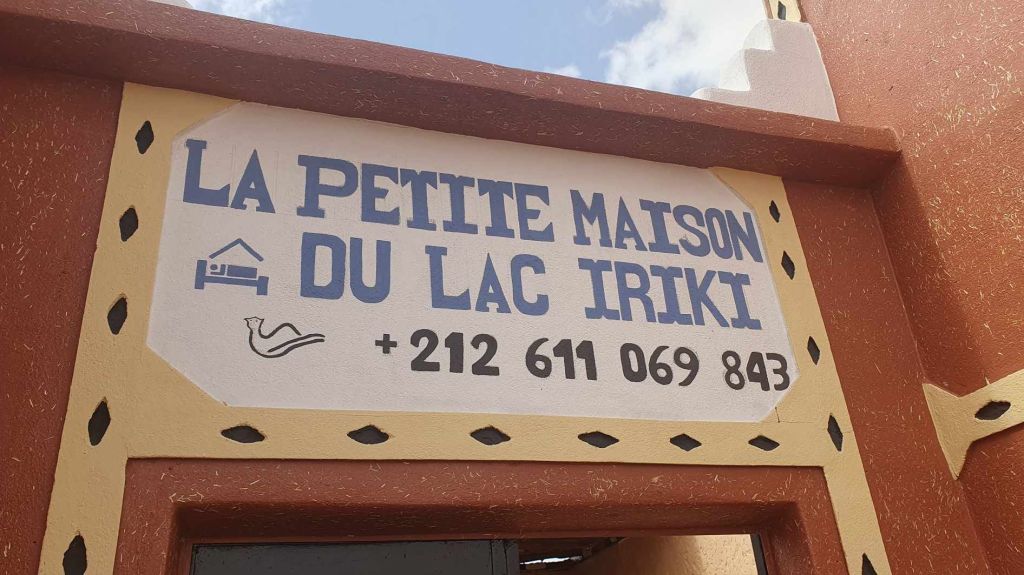 LA PETITE MAISON
DU LAC IRIKI
+212 611 069 843